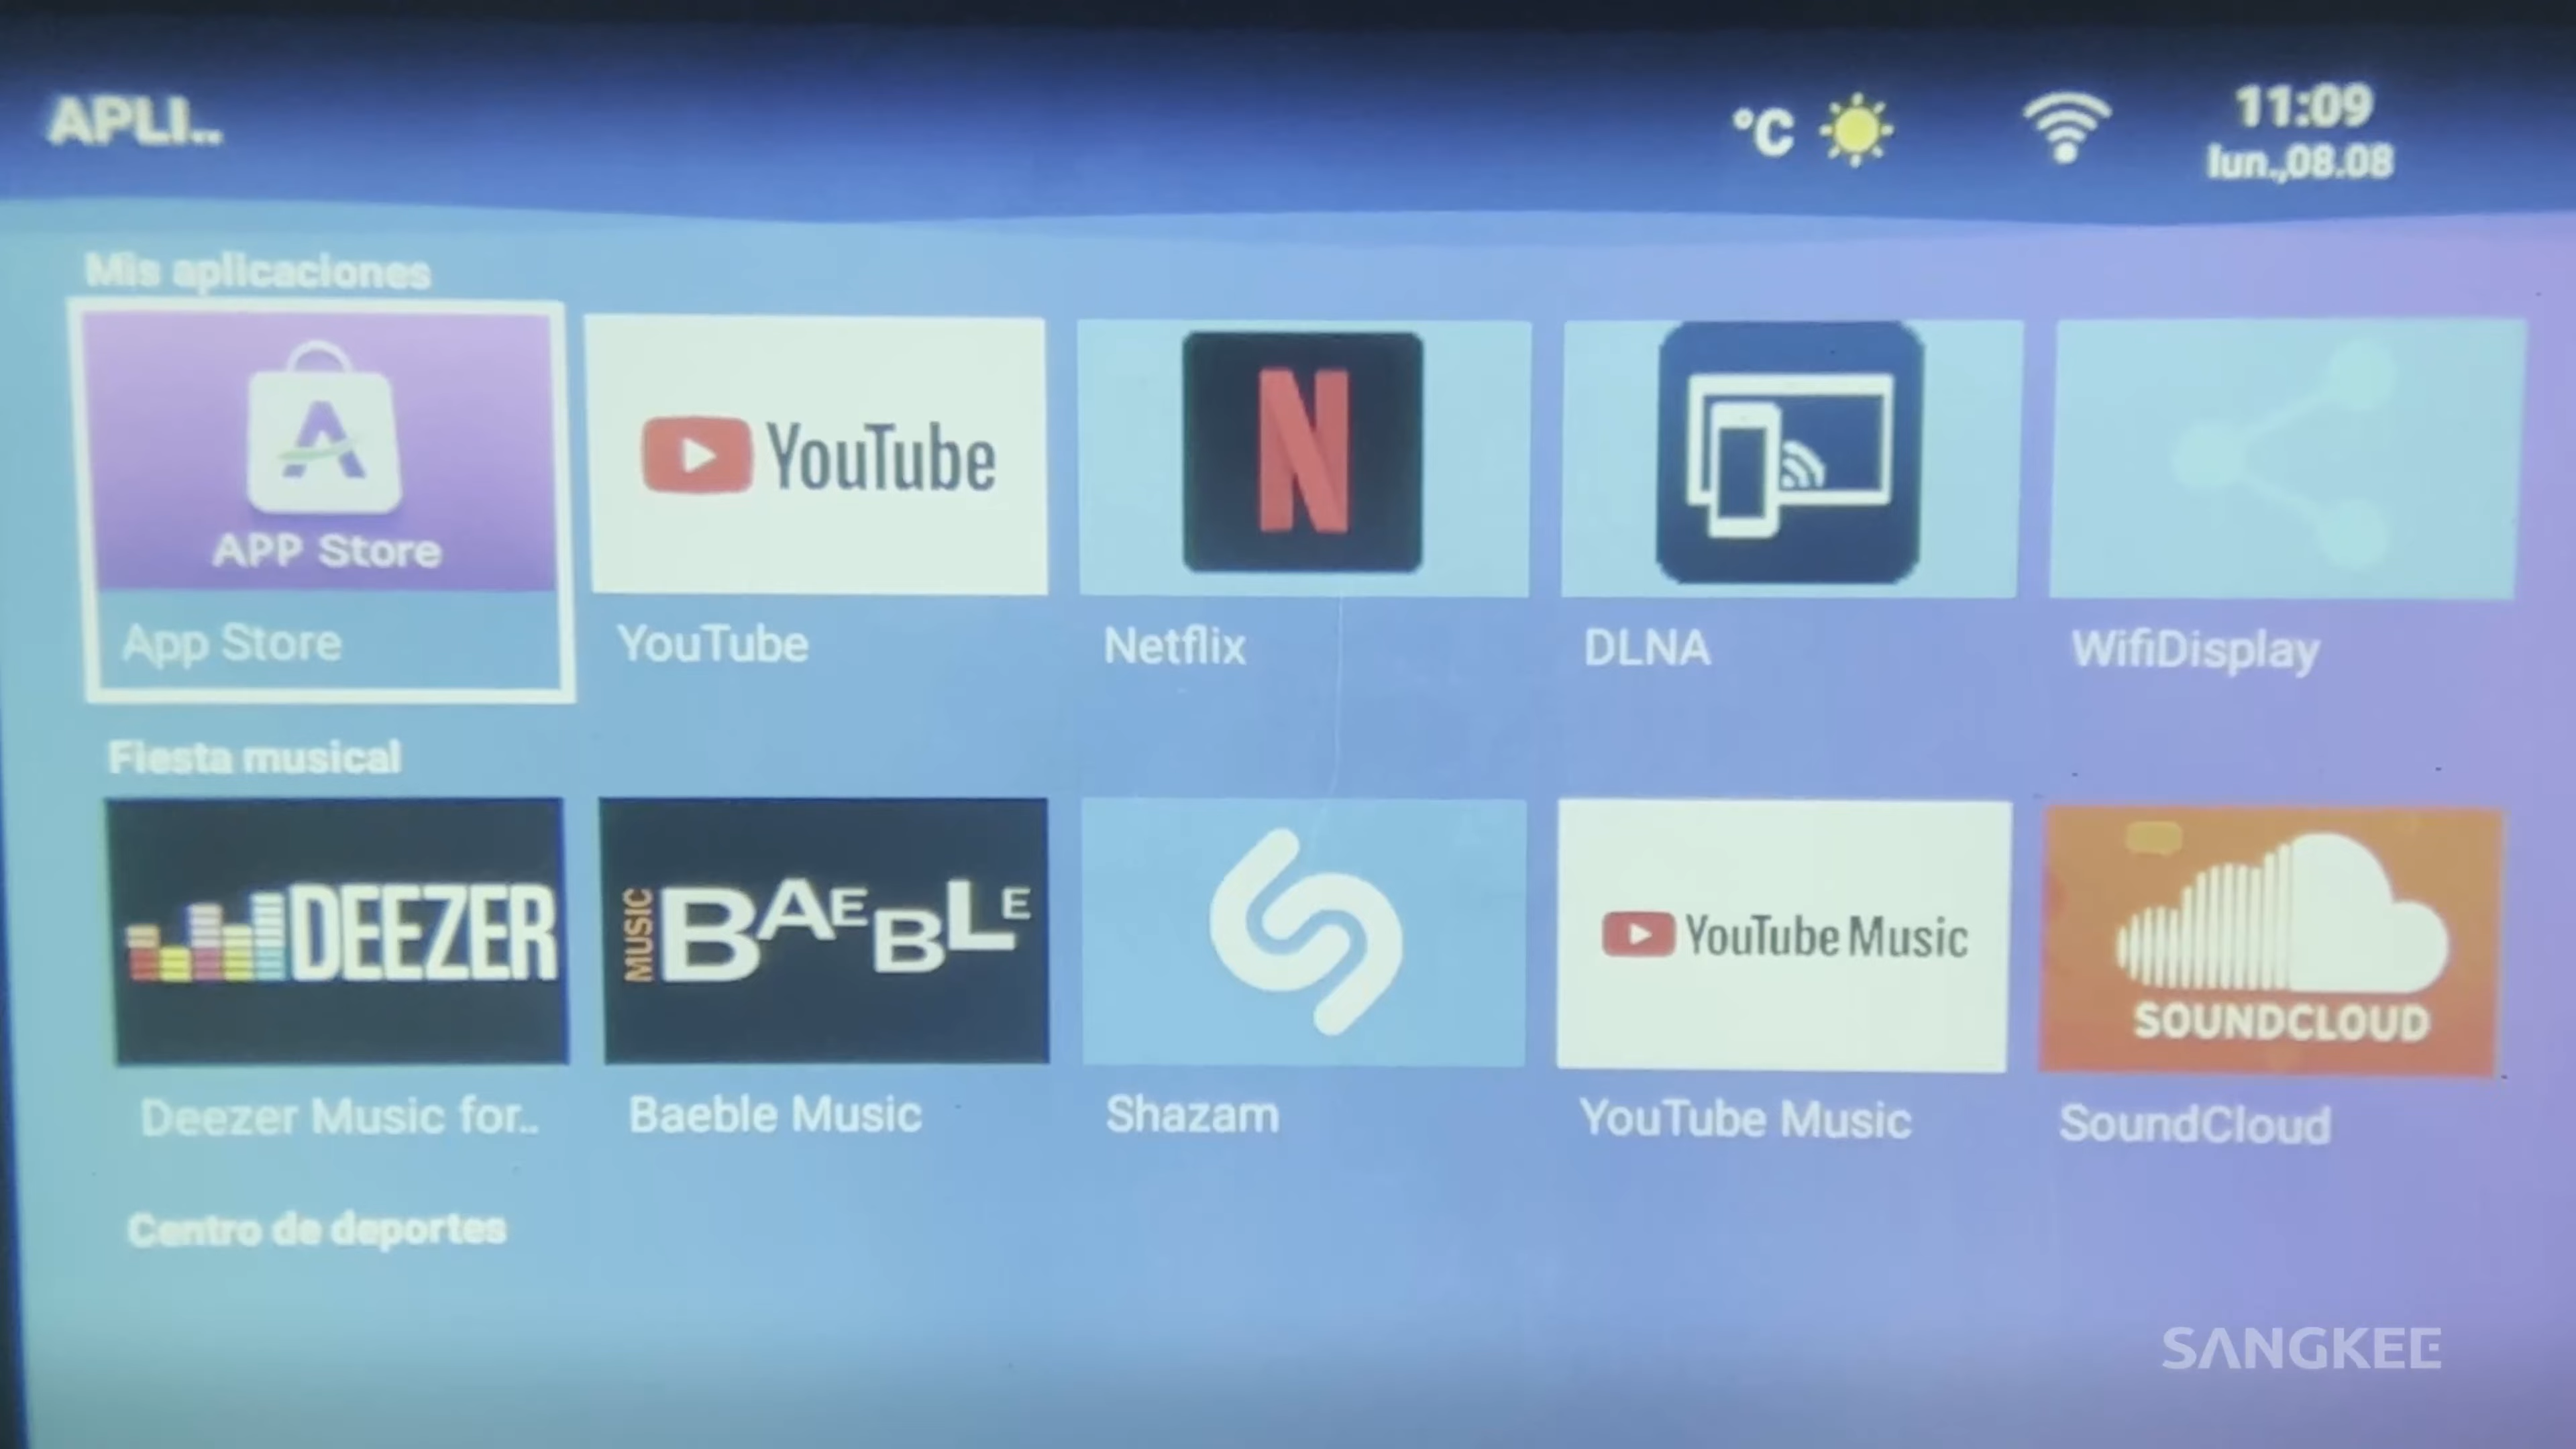 APLI..
°C
11:09
lun.,08.08
Mis aplicaciones
A
APP Store
YouTube
N
App Store
YouTube
Netflix
DLNA
WifiDisplay
Fiesta musical
DEEZER
MUSIC BAEBLE
YouTube Music
SOUNDCLOUD
Deezer Music for..
Baeble Music
Shazam
YouTube Music
SoundCloud
Centro de deportes
SANGKEE